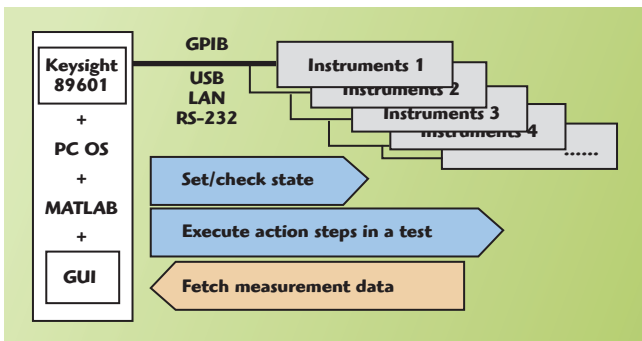 Keysight
89601
+
PC OS
+
MATLAB
+
GUI
GPIB
USB
LAN
RS-232
Instruments 1
Instruments 2
Instruments 3
Instruments 4
......
Set/check state
Execute action steps in a test
Fetch measurement data